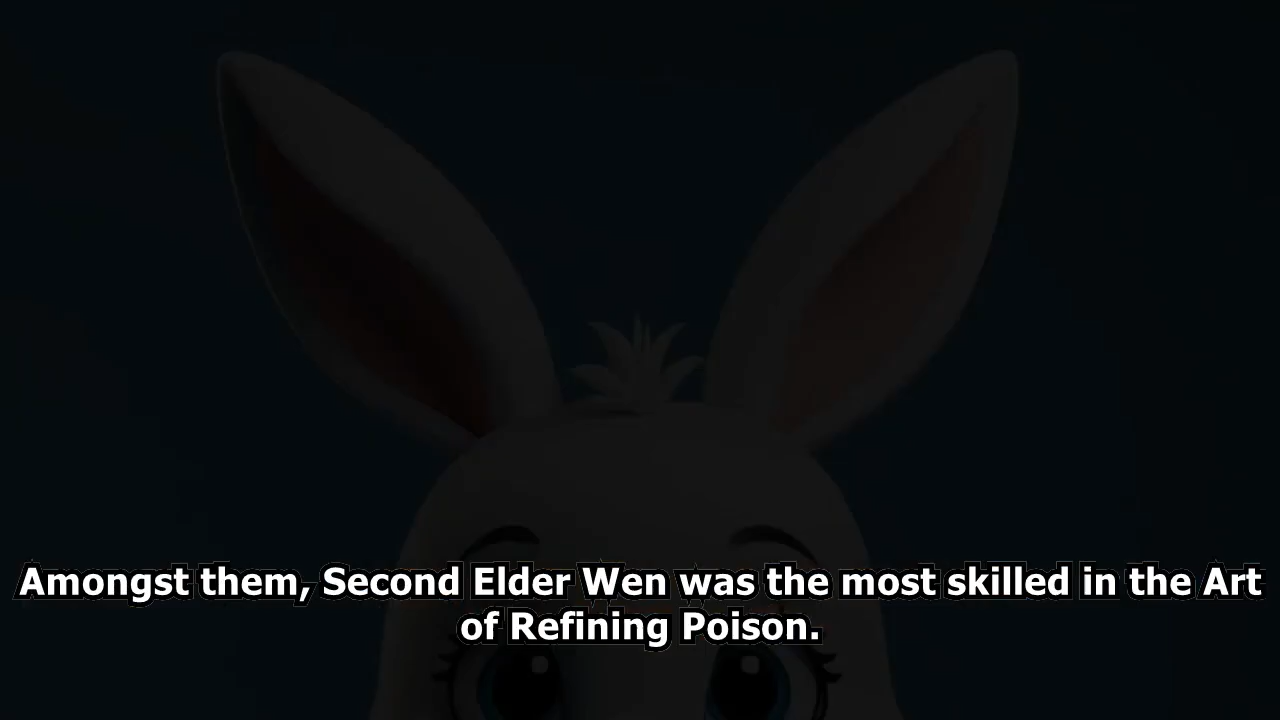 Amongst them, Second Elder Wen was the most skilled in the Art
of Refining Poison.